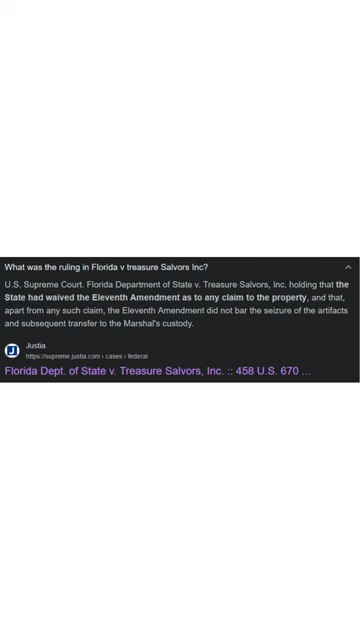 What was the ruling in Florida v treasure Salvors Inc?
U.S. Supreme Court. Florida Department of State v. Treasure Salvors, Inc. holding that the
State had waived the Eleventh Amendment as to any claim to the property, and that,
apart from any such claim, the Eleventh Amendment did not bar the seizure of the artifacts
and subsequent transfer to the Marshal's custody.
Justia
https://supreme.justia.com › cases › federal
Florida Dept. of State v. Treasure Salvors, Inc. :: 458 U.S. 670 ...